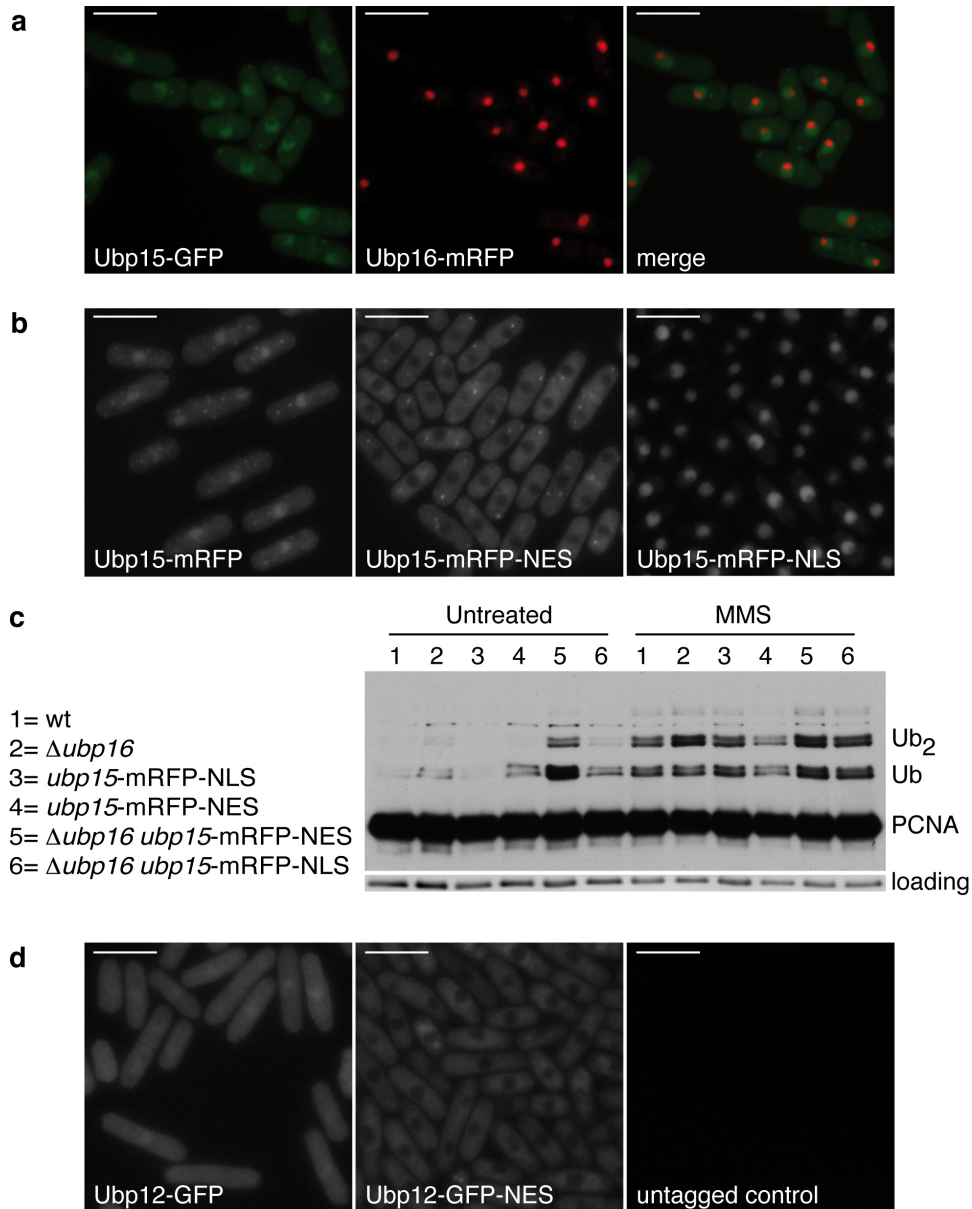 a
Ubp15-GFP
Ubp16-mRFP
merge
b
Ubp15-mRFP
Ubp15-mRFP-NES
Ubp15-mRFP-NLS
c
Untreated MMS
1 2 3 4 5 6 1 2 3 4 5 6
1= wt
2= Δubp16
3= ubp15-mRFP-NLS
4= ubp15-mRFP-NES
5= Δubp16 ubp15-mRFP-NES
6= Δubp16 ubp15-mRFP-NLS
Ub2
Ub
PCNA
loading
d
Ubp12-GFP
Ubp12-GFP-NES
untagged control